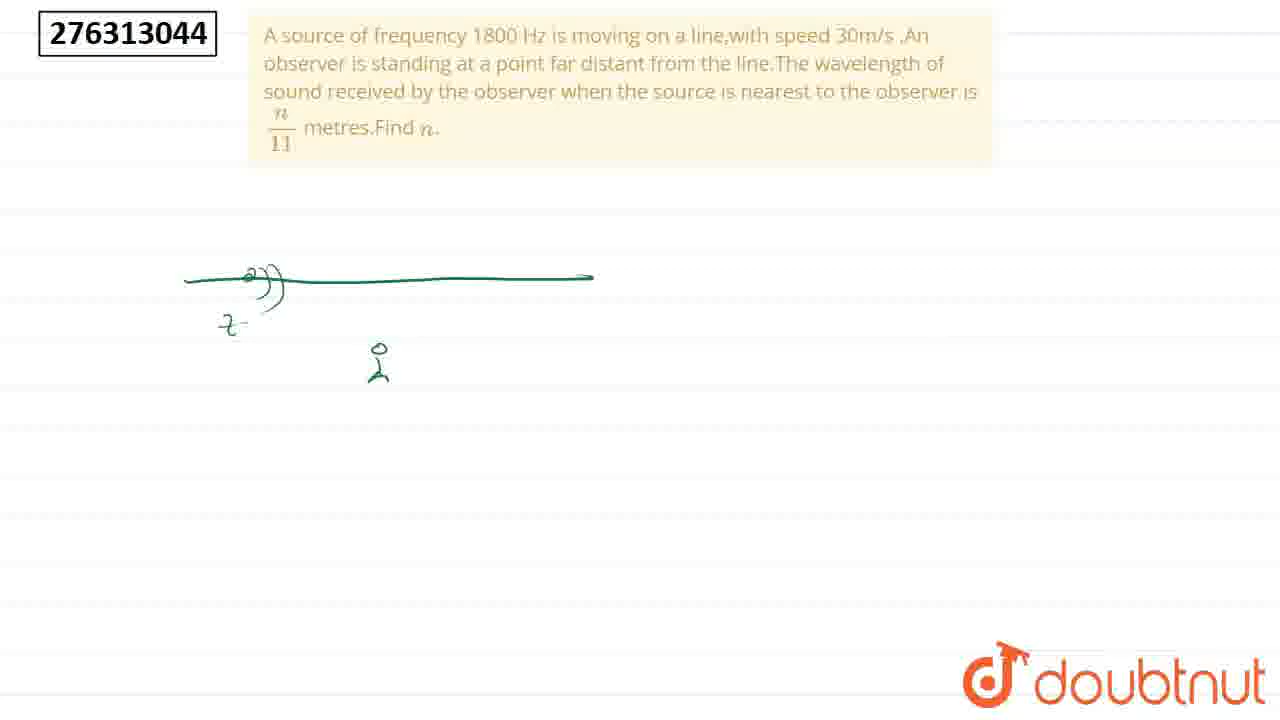 276313044
A source of frequency 1800 Hz is moving on a line,with speed 30m/s .An
observer is standing at a point far distant from the line.The wavelength of
sound received by the observer when the source is nearest to the observer is
n/11 metres.Find n.
doubtnut